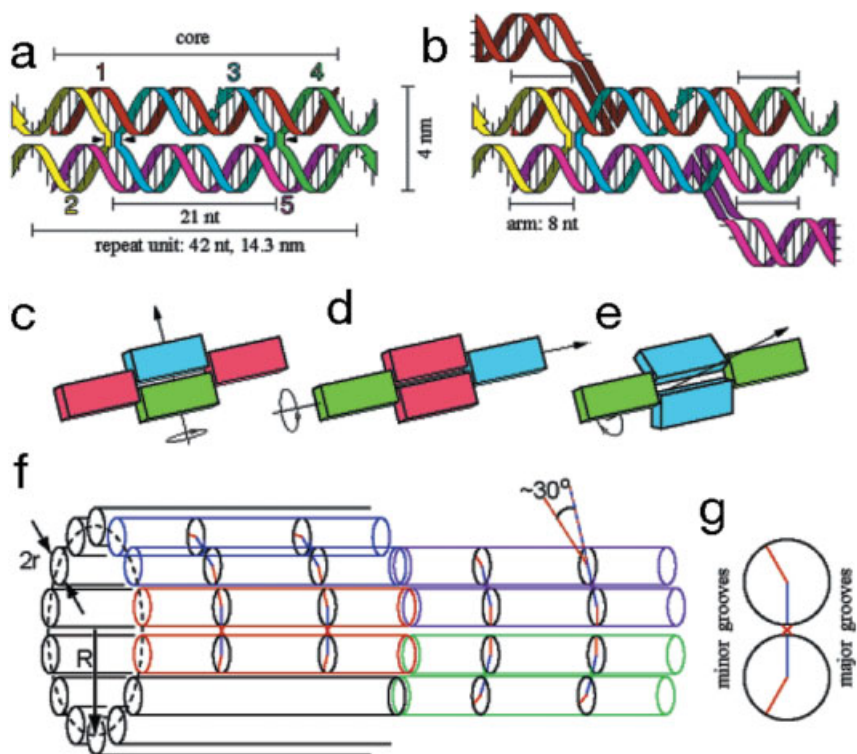 a
core
1
3
4
2
5
21 nt
repeat unit: 42 nt, 14.3 nm
4 nm
b
arm: 8 nt
c
d
e
f
2r
R
~30°
g
minor grooves
major grooves